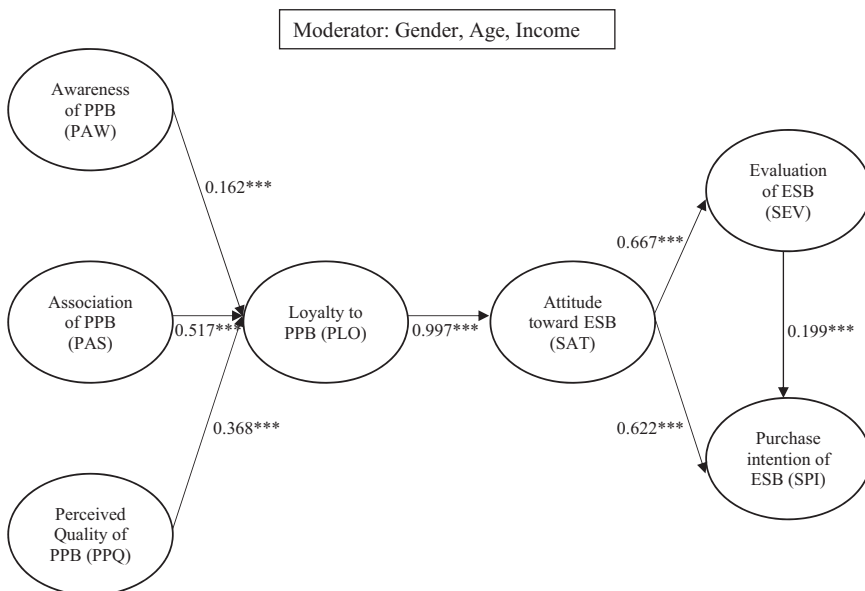 Moderator: Gender, Age, Income
Awareness
of PPB
(PAW)
0.162***
Association
of PPB
(PAS)
0.517***
Perceived
Quality of
PPB (PPQ)
0.368***
Loyalty to
PPB (PLO)
0.997***
Attitude
toward ESB
(SAT)
0.667***
0.622***
Evaluation
of ESB
(SEV)
0.199***
Purchase
intention of
ESB (SPI)